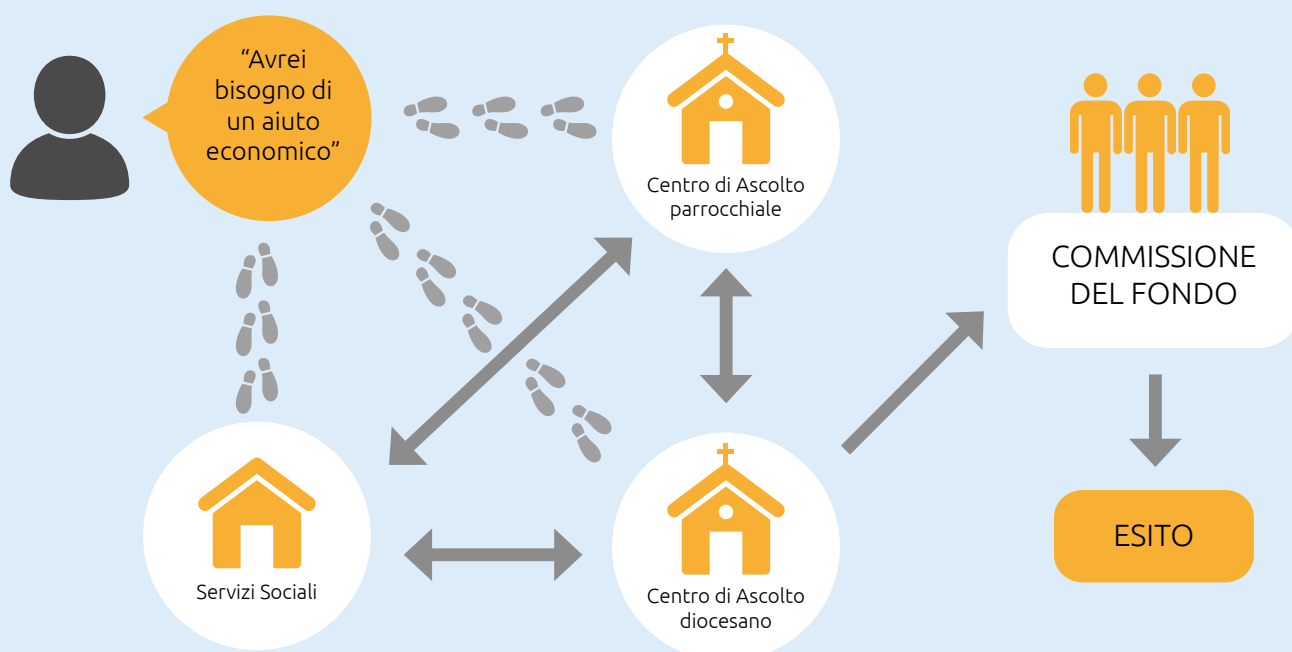 “Avrei
bisogno di
un aiuto
economico”
Centro di Ascolto
parrocchiale
COMMISSIONE
DEL FONDO
Servizi Sociali
Centro di Ascolto
diocesano
ESITO